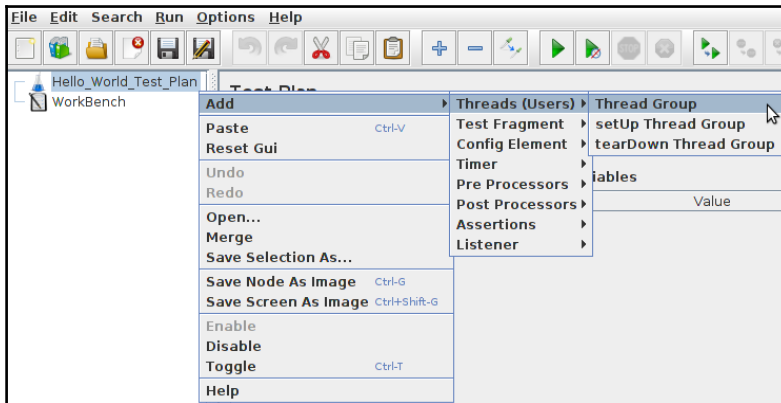 File Edit Search Run Options Help
STOP
Hello_World_Test_Plan
WorkBench
Test Plan
Add
Threads (Users)
Thread Group
Paste Ctrl-V
Test Fragment
setUp Thread Group
Reset Gui
Config Element
tearDown Thread Group
Undo
Timer
Redo
Pre Processors
Open...
Post Processors
Value
Merge
Assertions
Save Selection As...
Listener
Save Node As Image Ctrl-G
Save Screen As Image Ctrl+Shift-G
Enable
Disable
Toggle Ctrl-T
Help